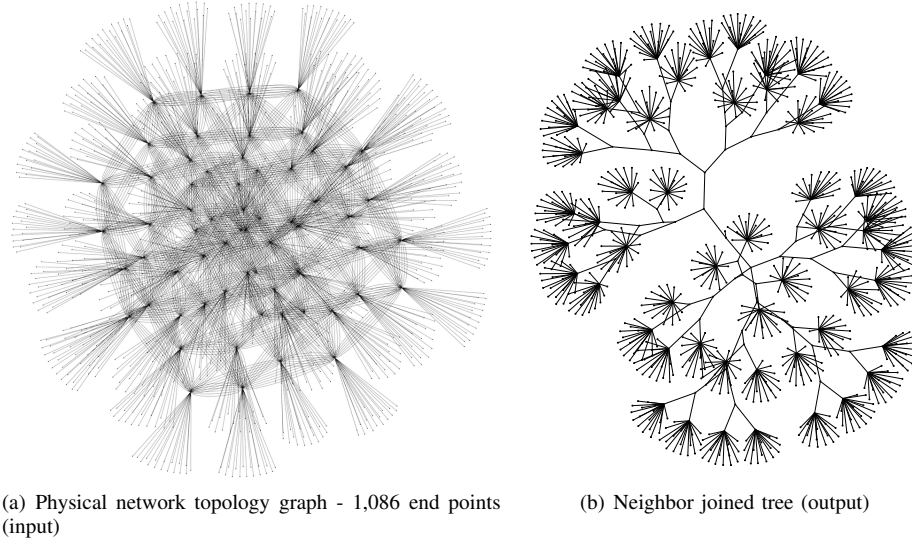 (a) Physical network topology graph - 1,086 end points
(input)
(b) Neighbor joined tree (output)